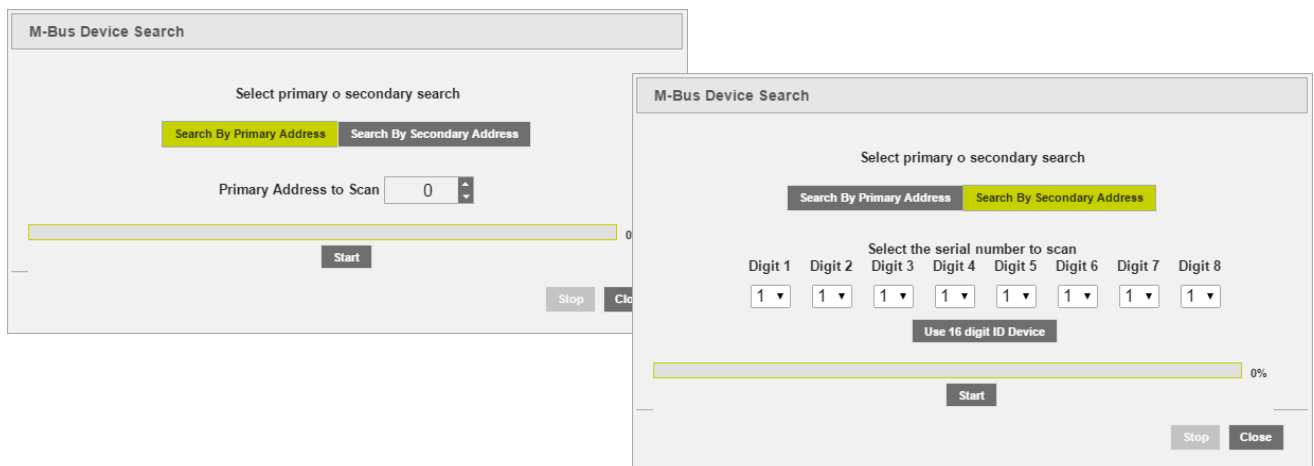 M-Bus Device Search
Select primary o secondary search
Search By Primary Address Search By Secondary Address
Primary Address to Scan 0
Start
Stop
M-Bus Device Search
Select primary o secondary search
Search By Primary Address Search By Secondary Address
Select the serial number to scan
Digit 1 Digit 2 Digit 3 Digit 4 Digit 5 Digit 6 Digit 7 Digit 8
1 1 1 1 1 1 1 1
Use 16 digit ID Device
0%
Start
Stop Close